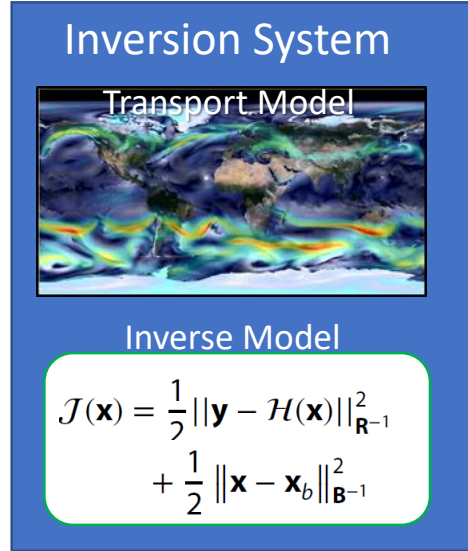 Inversion System
Transport Model
Inverse Model
𝒥(𝐱) = 1/2 ||𝐲 − ℋ(𝐱)||²_𝐑⁻¹
+ 1/2 ‖𝐱 − 𝐱_b‖²_𝐁⁻¹